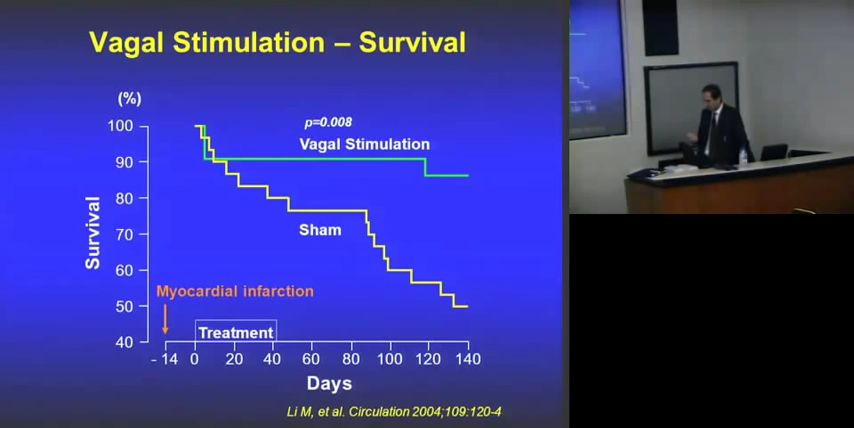 Vagal Stimulation – Survival
(%)
p=0.008
Vagal Stimulation
100
90
80
70
60
50
40
Survival
Sham
Myocardial infarction
Treatment
- 14 0 20 40 60 80 100 120 140
Days
Li M, et al. Circulation 2004;109:120-4